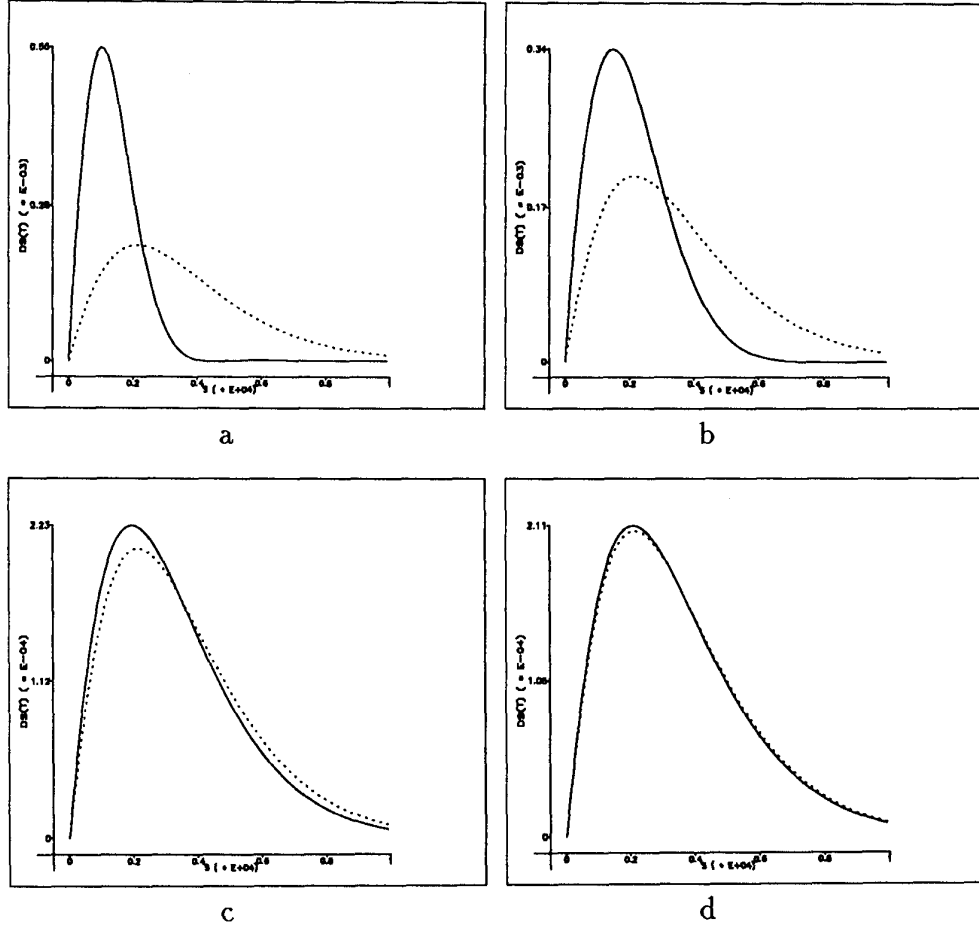 0.56
0.28
0
DS(T) ( * E-03)
0 0.2 0.4 0.6 0.8 1
S ( * E+04)
a
0.34
0.17
0
DS(T) ( * E-03)
0 0.2 0.4 0.6 0.8 1
S ( * E+04)
b
2.23
1.12
0
DS(T) ( * E-04)
0 0.2 0.4 0.6 0.8 1
S ( * E+04)
c
2.11
1.06
0
DS(T) ( * E-04)
0 0.2 0.4 0.6 0.8 1
S ( * E+04)
d